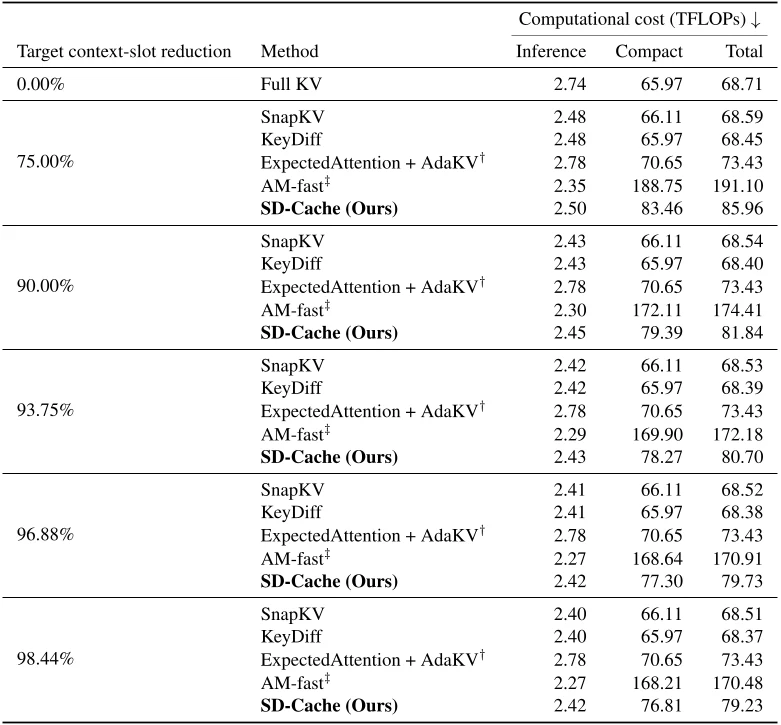 Computational cost (TFLOPs) ↓
Target context-slot reduction Method Inference Compact Total
0.00% Full KV 2.74 65.97 68.71
SnapKV 2.48 66.11 68.59
KeyDiff 2.48 65.97 68.45
75.00% ExpectedAttention + AdaKV† 2.78 70.65 73.43
AM-fast‡ 2.35 188.75 191.10
SD-Cache (Ours) 2.50 83.46 85.96
SnapKV 2.43 66.11 68.54
KeyDiff 2.43 65.97 68.40
90.00% ExpectedAttention + AdaKV† 2.78 70.65 73.43
AM-fast‡ 2.30 172.11 174.41
SD-Cache (Ours) 2.45 79.39 81.84
SnapKV 2.42 66.11 68.53
KeyDiff 2.42 65.97 68.39
93.75% ExpectedAttention + AdaKV† 2.78 70.65 73.43
AM-fast‡ 2.29 169.90 172.18
SD-Cache (Ours) 2.43 78.27 80.70
SnapKV 2.41 66.11 68.52
KeyDiff 2.41 65.97 68.38
96.88% ExpectedAttention + AdaKV† 2.78 70.65 73.43
AM-fast‡ 2.27 168.64 170.91
SD-Cache (Ours) 2.42 77.30 79.73
SnapKV 2.40 66.11 68.51
KeyDiff 2.40 65.97 68.37
98.44% ExpectedAttention + AdaKV† 2.78 70.65 73.43
AM-fast‡ 2.27 168.21 170.48
SD-Cache (Ours) 2.42 76.81 79.23